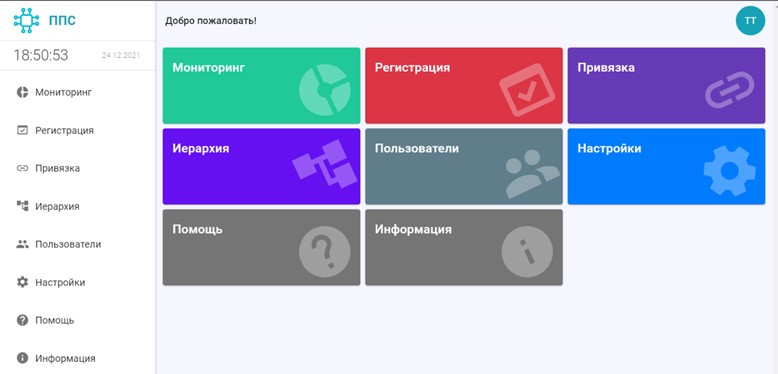 ППС
Добро пожаловать!
ТТ
18:50:53
24.12.2021
Мониторинг
Регистрация
Привязка
Иерархия
Пользователи
Настройки
Помощь
Информация
Мониторинг
Регистрация
Привязка
Иерархия
Пользователи
Настройки
Помощь
Информация